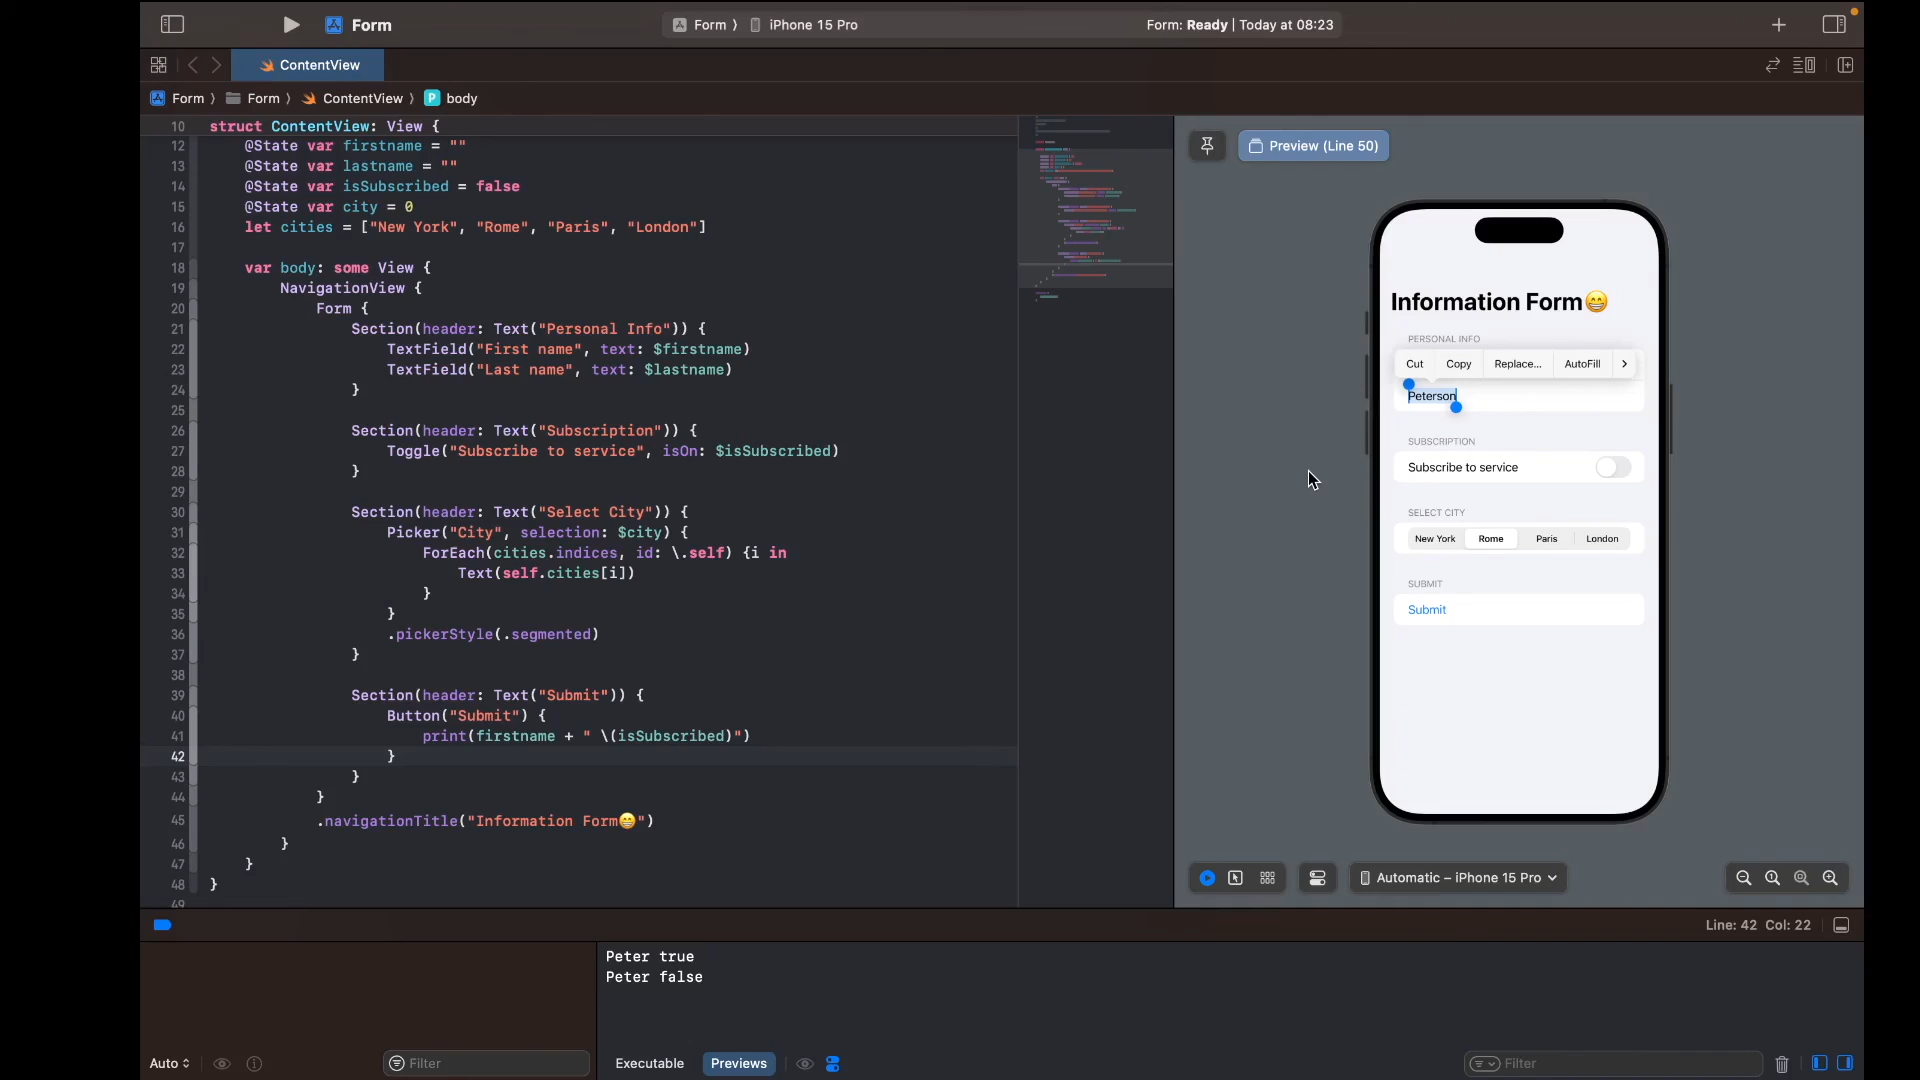 Form
Form ⟩ iPhone 15 Pro
Form: Ready | Today at 08:23
ContentView
Form ⟩ Form ⟩ ContentView ⟩ P body
10 struct ContentView: View {
12 @State var firstname = ""
13 @State var lastname = ""
14 @State var isSubscribed = false
15 @State var city = 0
16 let cities = ["New York", "Rome", "Paris", "London"]
17
18 var body: some View {
19 NavigationView {
20 Form {
21 Section(header: Text("Personal Info")) {
22 TextField("First name", text: $firstname)
23 TextField("Last name", text: $lastname)
24 }
25
26 Section(header: Text("Subscription")) {
27 Toggle("Subscribe to service", isOn: $isSubscribed)
28 }
29
30 Section(header: Text("Select City")) {
31 Picker("City", selection: $city) {
32 ForEach(cities.indices, id: \.self) {i in
33 Text(self.cities[i])
34 }
35 }
36 .pickerStyle(.segmented)
37 }
38
39 Section(header: Text("Submit")) {
40 Button("Submit") {
41 print(firstname + " \(isSubscribed)")
42 }
43 }
44 }
45 .navigationTitle("Information Form😁")
46 }
47 }
48 }
49
Preview (Line 50)
Information Form😁
PERSONAL INFO
Cut Copy Replace... AutoFill >
Peterson
SUBSCRIPTION
Subscribe to service
SELECT CITY
New York Rome Paris London
SUBMIT
Submit
Automatic – iPhone 15 Pro
Line: 42 Col: 22
Peter true
Peter false
Auto
Filter
Executable
Previews
Filter